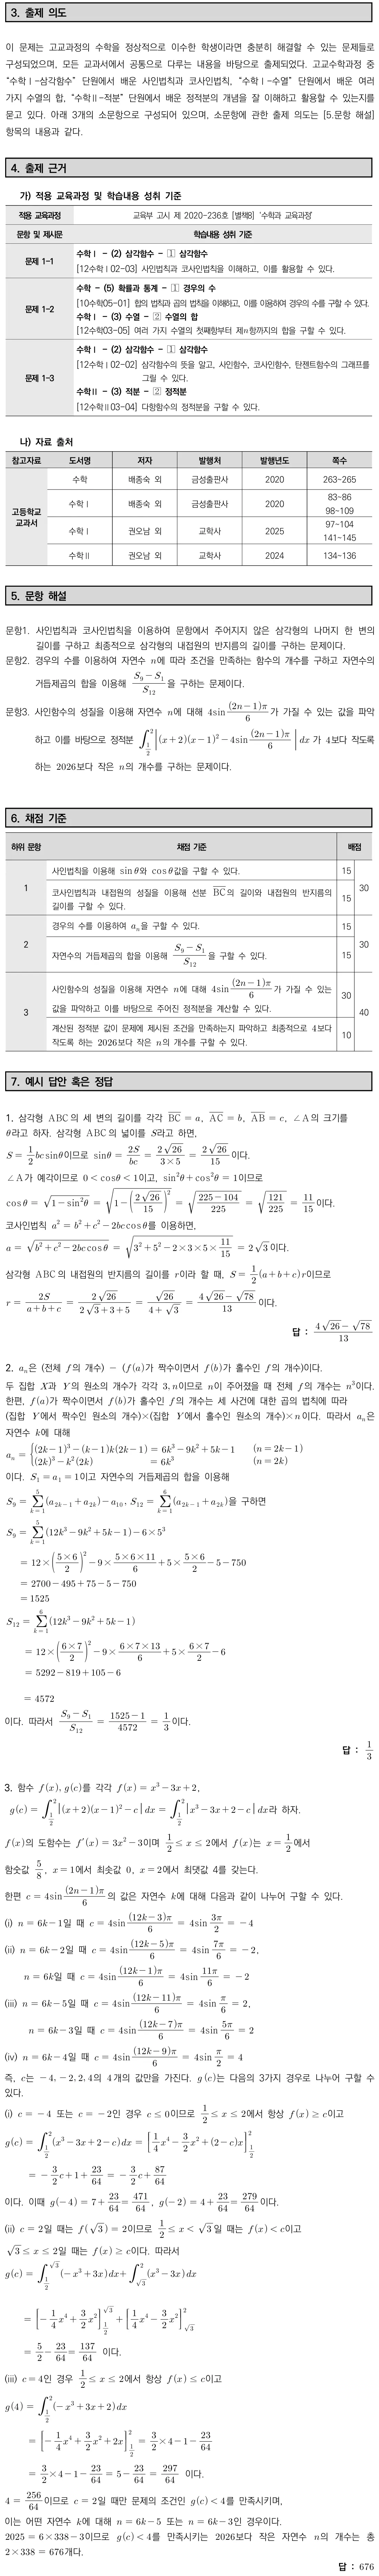 3. 출제 의도
이 문제는 고교과정의 수학을 정상적으로 이수한 학생이라면 충분히 해결할 수 있는 문제들로
구성되었으며, 모든 교과서에서 공통으로 다루는 내용을 바탕으로 출제되었다. 고교수학과정 중
“수학Ⅰ-삼각함수” 단원에서 배운 사인법칙과 코사인법칙, “수학Ⅰ-수열” 단원에서 배운 여러
가지 수열의 합, “수학Ⅱ-적분” 단원에서 배운 정적분의 개념을 잘 이해하고 활용할 수 있는지를
묻고 있다. 아래 3개의 소문항으로 구성되어 있으며, 소문항에 관한 출제 의도는 [5.문항 해설]
항목의 내용과 같다.
4. 출제 근거
가) 적용 교육과정 및 학습내용 성취 기준
적용 교육과정 교육부 고시 제 2020-236호 [별책8] ‘수학과 교육과정’
문항 및 제시문 학습내용 성취 기준
문제 1-1
수학Ⅰ - (2) 삼각함수 - ① 삼각함수
[12수학Ⅰ02-03] 사인법칙과 코사인법칙을 이해하고, 이를 활용할 수 있다.
문제 1-2
수학 - (5) 확률과 통계 - ① 경우의 수
[10수학05-01] 합의 법칙과 곱의 법칙을 이해하고, 이를 이용하여 경우의 수를 구할 수 있다.
수학Ⅰ - (3) 수열 - ② 수열의 합
[12수학Ⅰ03-05] 여러 가지 수열의 첫째항부터 제n항까지의 합을 구할 수 있다.
문제 1-3
수학Ⅰ - (2) 삼각함수 - ① 삼각함수
[12수학Ⅰ02-02] 삼각함수의 뜻을 알고, 사인함수, 코사인함수, 탄젠트함수의 그래프를
그릴 수 있다.
수학Ⅱ - (3) 적분 - ② 정적분
[12수학Ⅱ03-04] 다항함수의 정적분을 구할 수 있다.
나) 자료 출처
참고자료 도서명 저자 발행처 발행년도 쪽수
고등학교 교과서
수학 배종숙 외 금성출판사 2020 263~265
수학Ⅰ 배종숙 외 금성출판사 2020 83~86
98~109
수학Ⅰ 권오남 외 교학사 2025 97~104
141~145
수학Ⅱ 권오남 외 교학사 2024 134~136
5. 문항 해설
문항1. 사인법칙과 코사인법칙을 이용하여 문항에서 주어지지 않은 삼각형의 나머지 한 변의
길이를 구하고 최종적으로 삼각형의 내접원의 반지름의 길이를 구하는 문제이다.
문항2. 경우의 수를 이용하여 자연수 n에 따라 조건을 만족하는 함수의 개수를 구하고 자연수의
거듭제곱의 합을 이용해 (S₉-S₁)/S₁₂을 구하는 문제이다.
문항3. 사인함수의 성질을 이용해 자연수 n에 대해 4sin((2n-1)π/6)가 가질 수 있는 값을 파악
하고 이를 바탕으로 정적분 ∫_{1/2}^{2} |(x+2)(x-1)²-4sin((2n-1)π/6)| dx 가 4보다 작도록
하는 2026보다 작은 n의 개수를 구하는 문제이다.
6. 채점 기준
하위 문항 채점 기준 배점
1
사인법칙을 이용해 sinθ와 cosθ값을 구할 수 있다. 15
코사인법칙과 내접원의 성질을 이용해 선분 BC̅의 길이와 내접원의 반지름의
길이를 구할 수 있다. 15
30
2
경우의 수를 이용하여 aₙ을 구할 수 있다. 15
자연수의 거듭제곱의 합을 이용해 (S₉-S₁)/S₁₂을 구할 수 있다. 15
30
3
사인함수의 성질을 이용해 자연수 n에 대해 4sin((2n-1)π/6)가 가질 수 있는
값을 파악하고 이를 바탕으로 주어진 정적분을 계산할 수 있다. 30
계산된 정적분 값이 문제에 제시된 조건을 만족하는지 파악하고 최종적으로 4보다
작도록 하는 2026보다 작은 n의 개수를 구할 수 있다. 10
40
7. 예시 답안 혹은 정답
1. 삼각형 ABC의 세 변의 길이를 각각 BC̅ = a, AC̅ = b, AB̅ = c, ∠A의 크기를
θ라고 하자. 삼각형 ABC의 넓이를 S라고 하면,
S = 1/2 bc sinθ이므로 sinθ = 2S/bc = 2√26/(3×5) = 2√26/15 이다.
∠A가 예각이므로 0 < cosθ < 1이고, sin²θ+cos²θ = 1이므로
cosθ = √(1-sin²θ) = √(1-(2√26/15)²) = √((225-104)/225) = √(121/225) = 11/15 이다.
코사인법칙 a² = b²+c²-2bc cosθ를 이용하면,
a = √(b²+c²-2bc cosθ) = √(3²+5²-2×3×5×11/15) = 2√3 이다.
삼각형 ABC의 내접원의 반지름의 길이를 r이라 할 때, S = 1/2(a+b+c)r이므로
r = 2S/(a+b+c) = 2√26/(2√3+3+5) = √26/(4+√3) = (4√26-√78)/13 이다.
답 : (4√26-√78)/13
2. aₙ은 (전체 f의 개수) - (f(a)가 짝수이면서 f(b)가 홀수인 f의 개수)이다.
두 집합 X과 Y의 원소의 개수가 각각 3, n이므로 n이 주어졌을 때 전체 f의 개수는 n³이다.
한편, f(a)가 짝수이면서 f(b)가 홀수인 f의 개수는 세 사건에 대한 곱의 법칙에 따라
(집합 Y에서 짝수인 원소의 개수)×(집합 Y에서 홀수인 원소의 개수)×n이다. 따라서 aₙ은
자연수 k에 대해
aₙ = { (2k-1)³-(k-1)k(2k-1) = 6k³-9k²+5k-1 (n = 2k-1)
(2k)³-k²(2k) = 6k³ (n = 2k)
이다. S₁ = a₁ = 1이고 자연수의 거듭제곱의 합을 이용해
S₉ = Σ_{k=1}^{5}(a₂ₖ₋₁+a₂ₖ)-a₁₀, S₁₂ = Σ_{k=1}^{6}(a₂ₖ₋₁+a₂ₖ)을 구하면
S₉ = Σ_{k=1}^{5}(12k³-9k²+5k-1)-6×5³
= 12×((5×6)/2)²-9×(5×6×11)/6+5×(5×6)/2-5-750
= 2700-495+75-5-750
= 1525
S₁₂ = Σ_{k=1}^{6}(12k³-9k²+5k-1)
= 12×((6×7)/2)²-9×(6×7×13)/6+5×(6×7)/2-6
= 5292-819+105-6
= 4572
이다. 따라서 (S₉-S₁)/S₁₂ = (1525-1)/4572 = 1/3 이다.
답 : 1/3
3. 함수 f(x), g(c)를 각각 f(x) = x³-3x+2,
g(c) = ∫_{1/2}^{2} |(x+2)(x-1)²-c| dx = ∫_{1/2}^{2} |x³-3x+2-c| dx라 하자.
f(x)의 도함수는 f′(x) = 3x²-3이며 1/2 ≤ x ≤ 2에서 f(x)는 x = 1/2에서
함숫값 5/8, x = 1에서 최솟값 0, x = 2에서 최댓값 4를 갖는다.
한편 c = 4sin((2n-1)π/6)의 값은 자연수 k에 대해 다음과 같이 나누어 구할 수 있다.
(i) n = 6k-1일 때 c = 4sin((12k-3)π/6) = 4sin(3π/2) = -4
(ii) n = 6k-2일 때 c = 4sin((12k-5)π/6) = 4sin(7π/6) = -2,
n = 6k일 때 c = 4sin((12k-1)π/6) = 4sin(11π/6) = -2
(iii) n = 6k-5일 때 c = 4sin((12k-11)π/6) = 4sin(π/6) = 2,
n = 6k-3일 때 c = 4sin((12k-7)π/6) = 4sin(5π/6) = 2
(iv) n = 6k-4일 때 c = 4sin((12k-9)π/6) = 4sin(π/2) = 4
즉, c는 -4, -2, 2, 4의 4개의 값만을 가진다. g(c)는 다음의 3가지 경우로 나누어 구할 수
있다.
(i) c = -4 또는 c = -2인 경우 c ≤ 0이므로 1/2 ≤ x ≤ 2에서 항상 f(x) ≥ c이고
g(c) = ∫_{1/2}^{2}(x³-3x+2-c)dx = [1/4 x⁴-3/2 x²+(2-c)x]_{1/2}^{2}
= -3/2 c+1+23/64 = -3/2 c+87/64
이다. 이때 g(-4) = 7+23/64 = 471/64, g(-2) = 4+23/64 = 279/64 이다.
(ii) c = 2일 때는 f(√3) = 2이므로 1/2 ≤ x < √3일 때는 f(x) < c이고
√3 ≤ x ≤ 2일 때는 f(x) ≥ c이다. 따라서
g(c) = ∫_{1/2}^{√3}(-x³+3x)dx+∫_{√3}^{2}(x³-3x)dx
= [-1/4 x⁴+3/2 x²]_{1/2}^{√3}+[1/4 x⁴-3/2 x²]_{√3}^{2}
= 5/2-23/64 = 137/64 이다.
(iii) c=4인 경우 1/2 ≤ x ≤ 2에서 항상 f(x) ≤ c이고
g(4) = ∫_{1/2}^{2}(-x³+3x+2)dx
= [-1/4 x⁴+3/2 x²+2x]_{1/2}^{2} = 3/2×4-1-23/64
= 3/2×4-1-23/64 = 5-23/64 = 297/64 이다.
4 = 256/64 이므로 c = 2일 때만 문제의 조건인 g(c) < 4를 만족시키며,
이는 어떤 자연수 k에 대해 n = 6k-5 또는 n = 6k-3인 경우이다.
2025 = 6×338-3이므로 g(c) < 4를 만족시키는 2026보다 작은 자연수 n의 개수는 총
2×338 = 676개다.
답 : 676